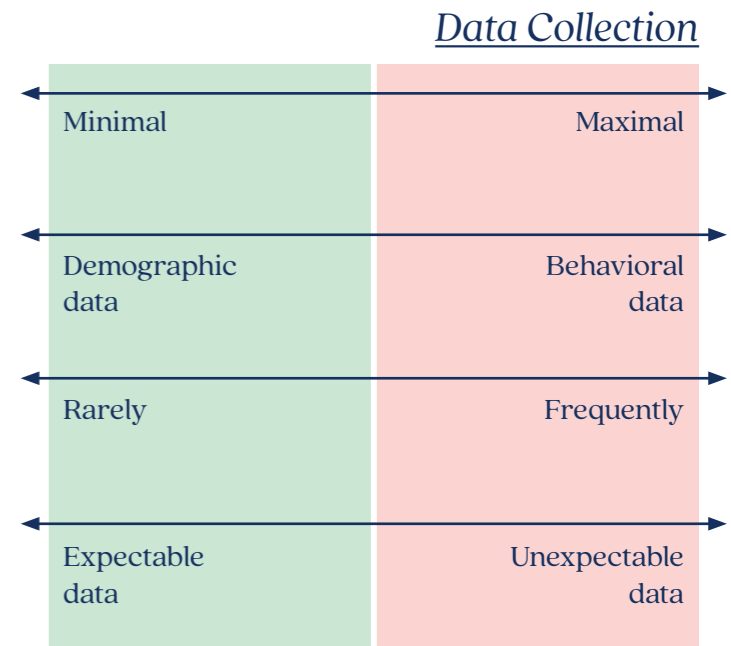 Data Collection
Minimal
Maximal
Demographic
data
Behavioral
data
Rarely
Frequently
Expectable
data
Unexpectable
data